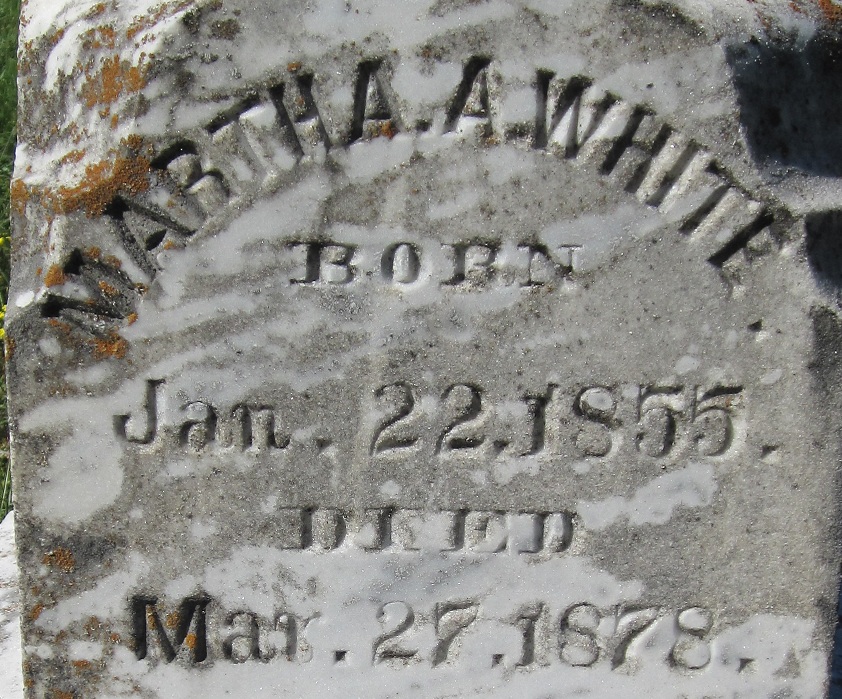 MARTHA. A. WHITE.
BORN
Jan. 22, 1855.
DIED
Mar. 27, 1878.